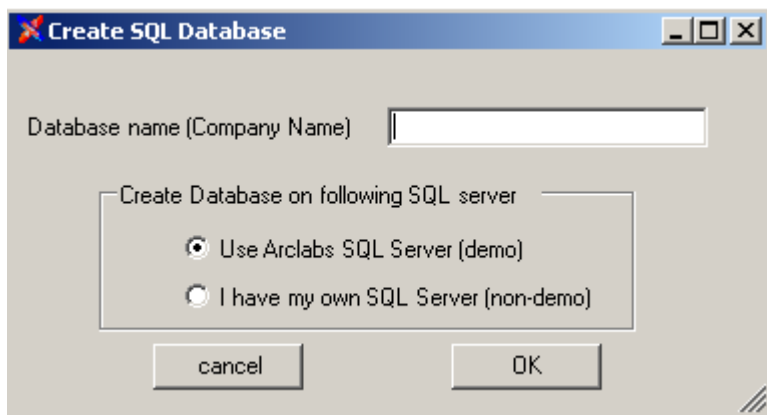 Create SQL Database
Database name (Company Name)
Create Database on following SQL server
Use Arclabs SQL Server (demo)
I have my own SQL Server (non-demo)
cancel OK